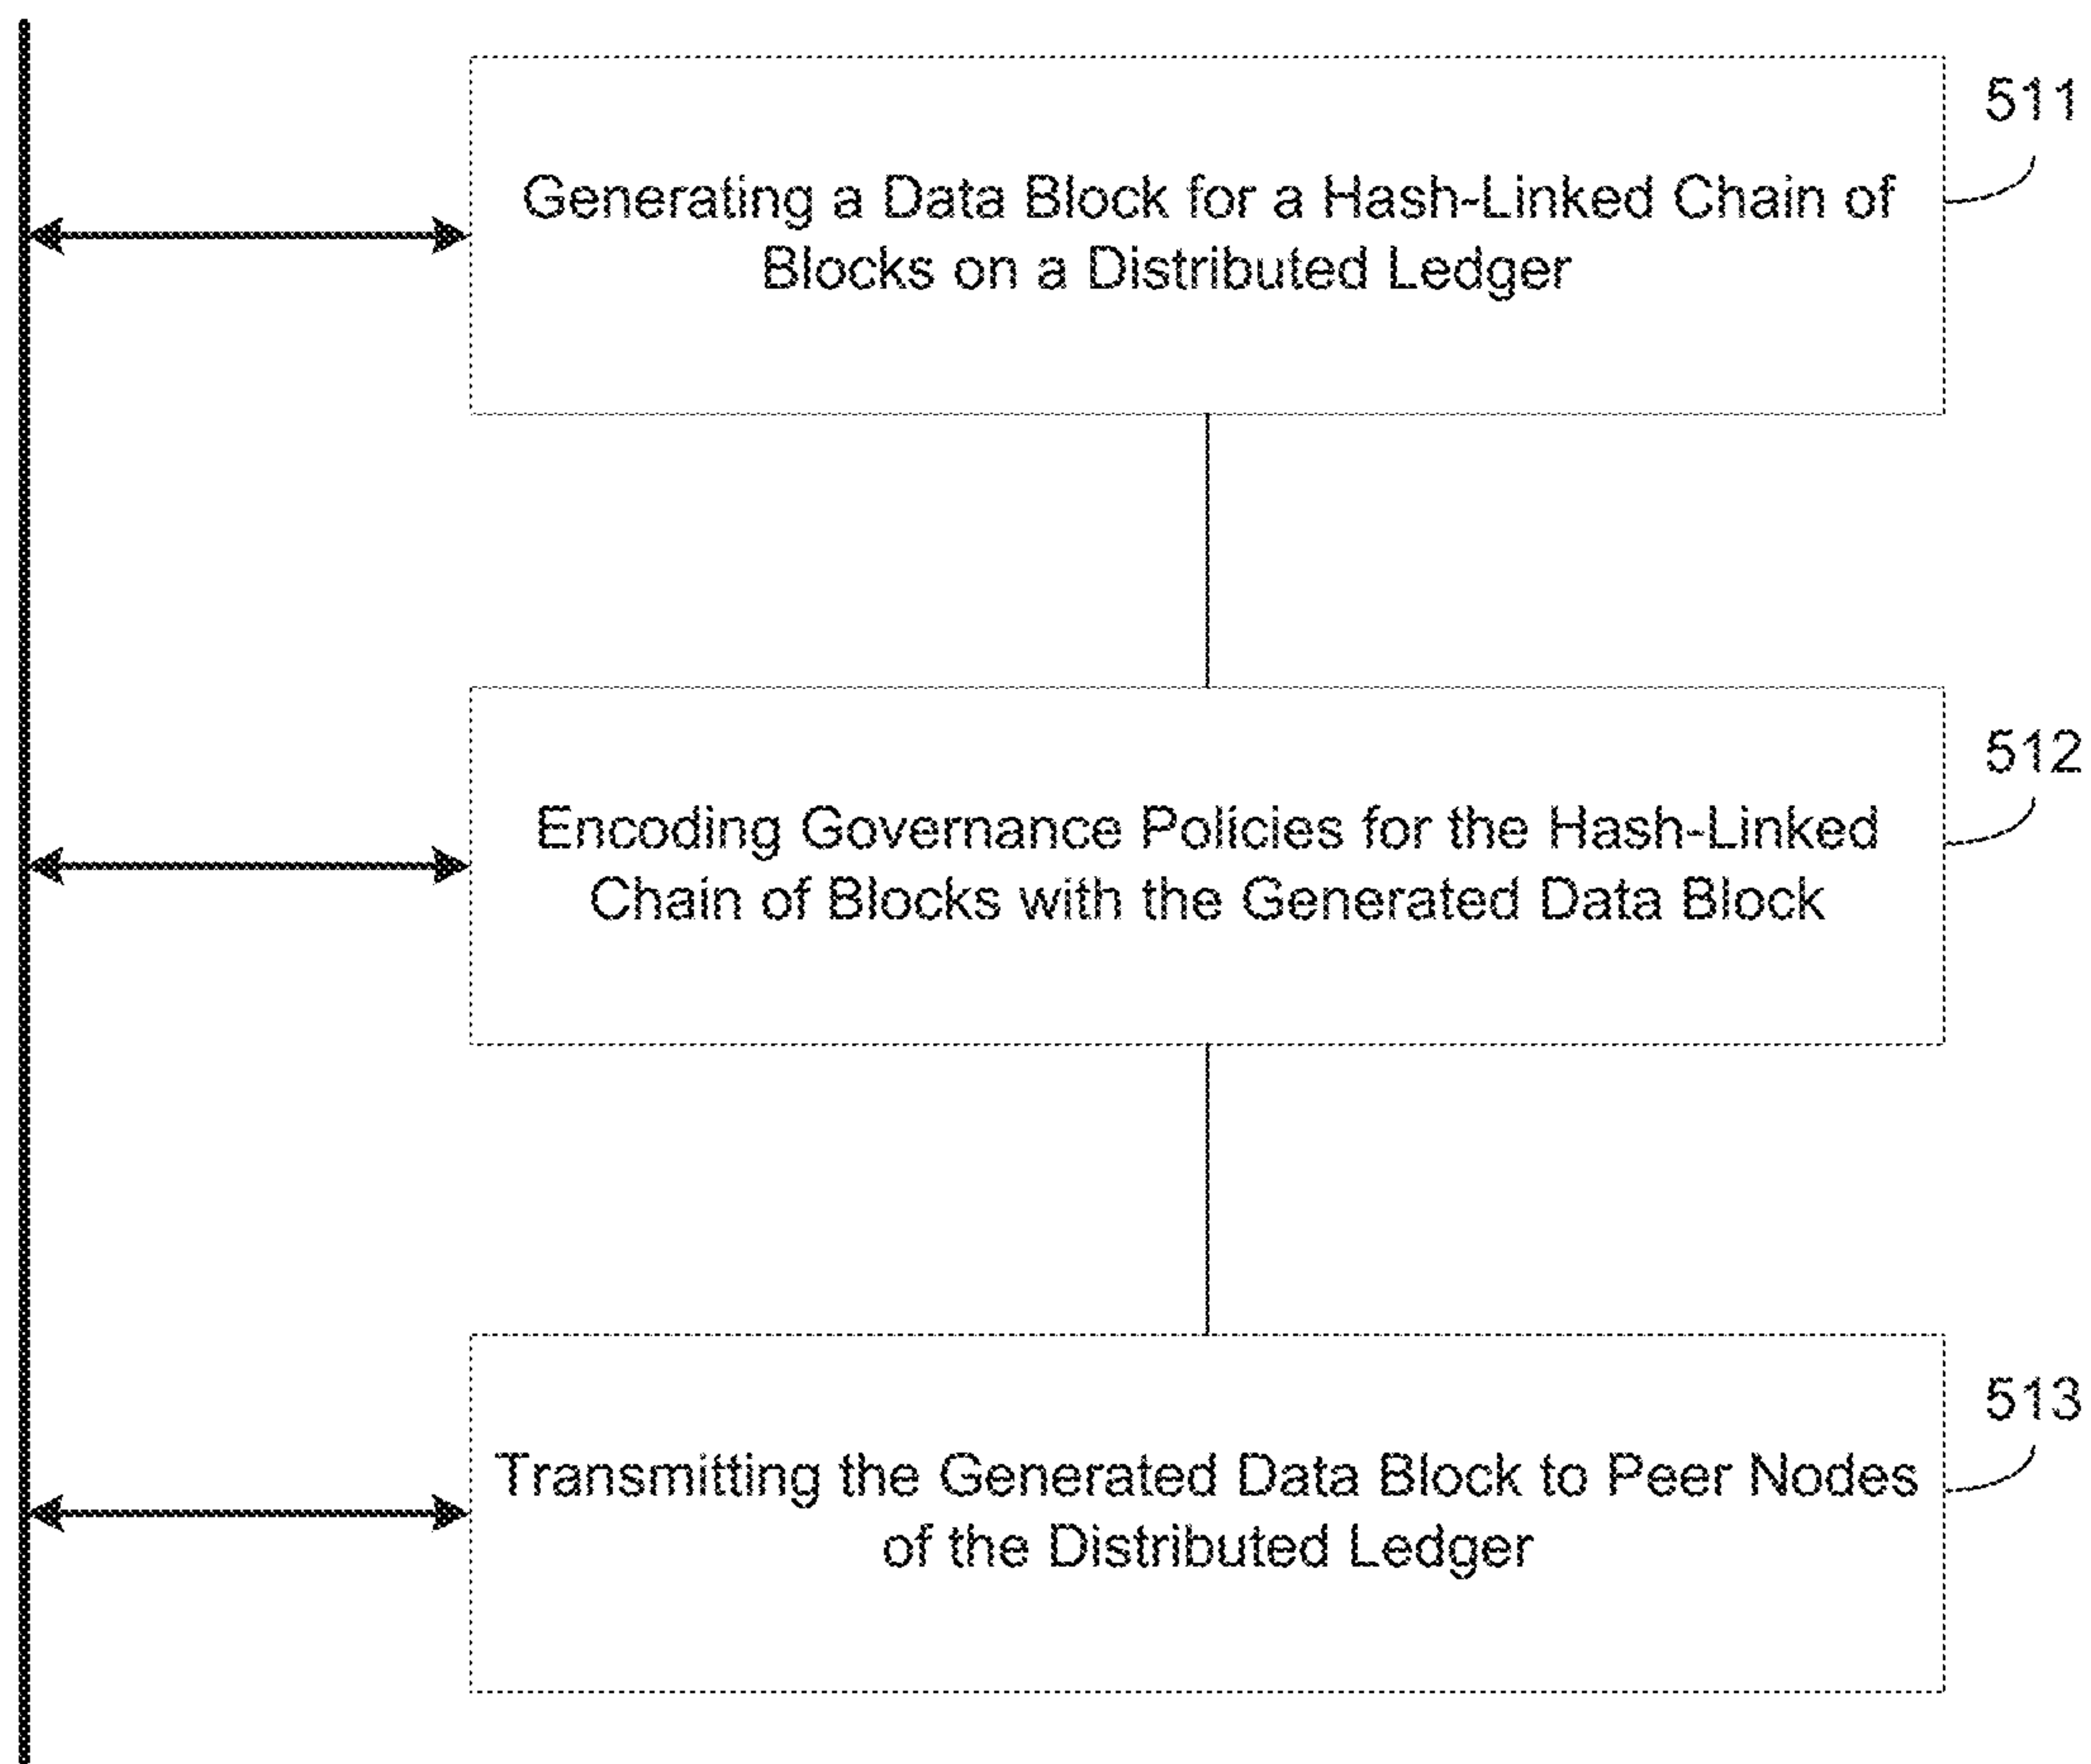 511
Generating a Data Block for a Hash-Linked Chain of
Blocks on a Distributed Ledger
512
Encoding Governance Policies for the Hash-Linked
Chain of Blocks with the Generated Data Block
513
Transmitting the Generated Data Block to Peer Nodes
of the Distributed Ledger